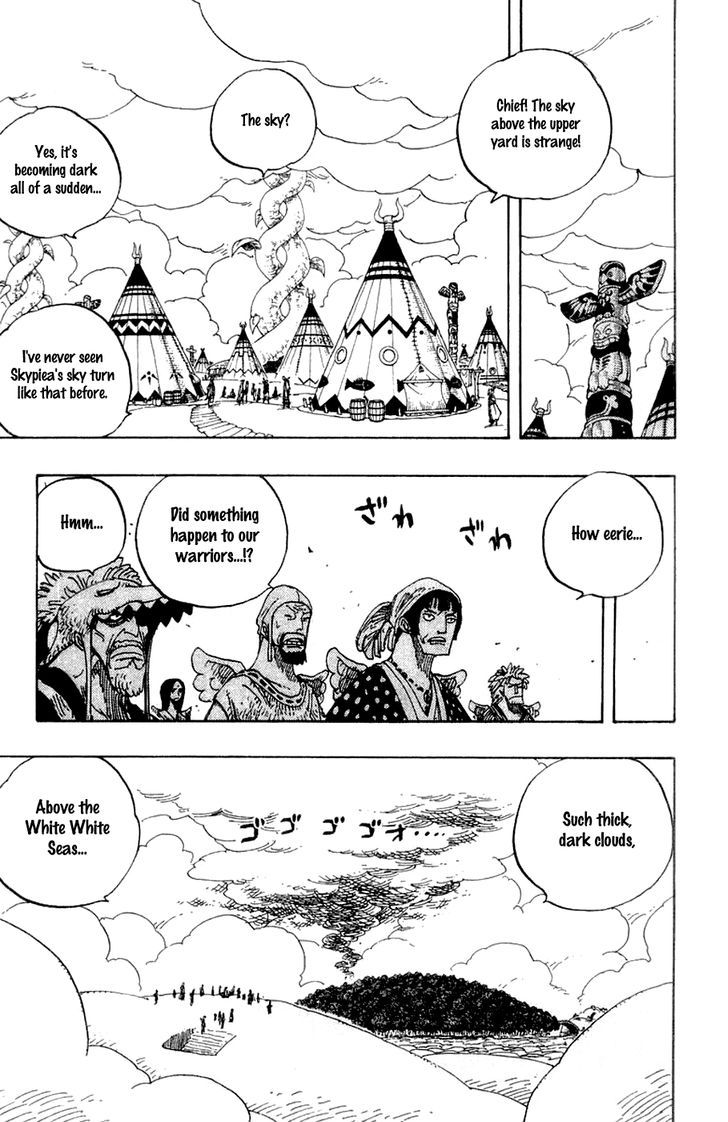 Chief! The sky
above the upper
yard is strange!
The sky?
Yes, it's
becoming dark
all of a sudden...
I've never seen
Skypiea's sky turn
like that before.
How eerie...
ざわ
ざわ
Did something
happen to our
warriors...!?
Hmm...
Such thick,
dark clouds,
ゴゴゴゴオ....
Above the
White White
Seas...